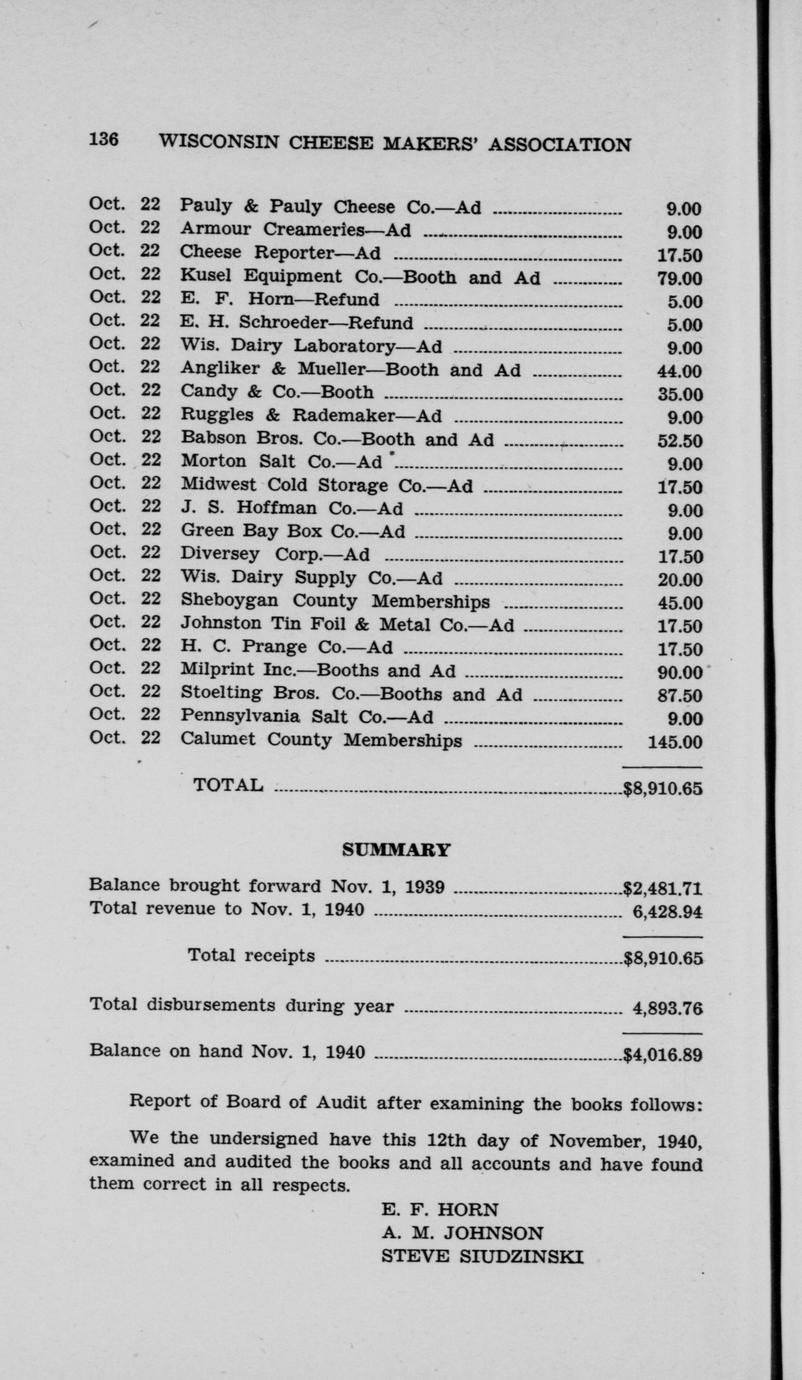 136 WISCONSIN CHEESE MAKERS' ASSOCIATION
Oct. 22 Pauly & Pauly Cheese Co.—Ad 9.00
Oct. 22 Armour Creameries—Ad 9.00
Oct. 22 Cheese Reporter—Ad 17.50
Oct. 22 Kusel Equipment Co.—Booth and Ad 79.00
Oct. 22 E. F. Horn—Refund 5.00
Oct. 22 E. H. Schroeder—Refund 5.00
Oct. 22 Wis. Dairy Laboratory—Ad 9.00
Oct. 22 Angliker & Mueller—Booth and Ad 44.00
Oct. 22 Candy & Co.—Booth 35.00
Oct. 22 Ruggles & Rademaker—Ad 9.00
Oct. 22 Babson Bros. Co.—Booth and Ad 52.50
Oct. 22 Morton Salt Co.—Ad 9.00
Oct. 22 Midwest Cold Storage Co.—Ad 17.50
Oct. 22 J. S. Hoffman Co.—Ad 9.00
Oct. 22 Green Bay Box Co.—Ad 9.00
Oct. 22 Diversey Corp.—Ad 17.50
Oct. 22 Wis. Dairy Supply Co.—Ad 20.00
Oct. 22 Sheboygan County Memberships 45.00
Oct. 22 Johnston Tin Foil & Metal Co.—Ad 17.50
Oct. 22 H. C. Prange Co.—Ad 17.50
Oct. 22 Milprint Inc.—Booths and Ad 90.00
Oct. 22 Stoelting Bros. Co.—Booths and Ad 87.50
Oct. 22 Pennsylvania Salt Co.—Ad 9.00
Oct. 22 Calumet County Memberships 145.00
TOTAL $8,910.65
SUMMARY
Balance brought forward Nov. 1, 1939 $2,481.71
Total revenue to Nov. 1, 1940 6,428.94
Total receipts $8,910.65
Total disbursements during year 4,893.76
Balance on hand Nov. 1, 1940 $4,016.89
Report of Board of Audit after examining the books follows:
We the undersigned have this 12th day of November, 1940,
examined and audited the books and all accounts and have found
them correct in all respects.
E. F. HORN
A. M. JOHNSON
STEVE SIUDZINSKI